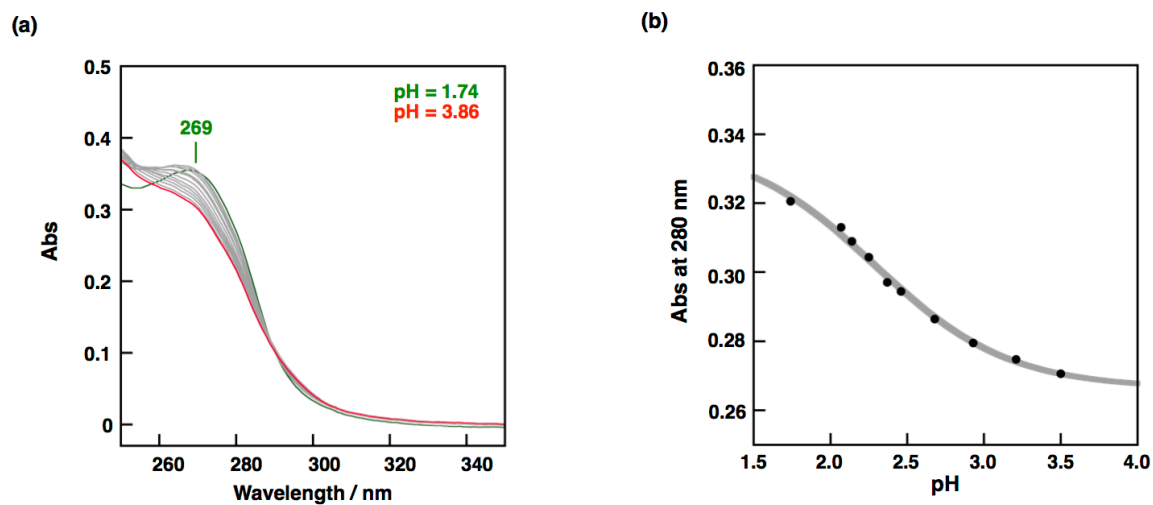 (a)
0.5
0.4
0.3
0.2
0.1
0
Abs
pH = 1.74
pH = 3.86
269
260 280 300 320 340
Wavelength / nm
(b)
0.36
0.34
0.32
0.30
0.28
0.26
Abs at 280 nm
1.5 2.0 2.5 3.0 3.5 4.0
pH